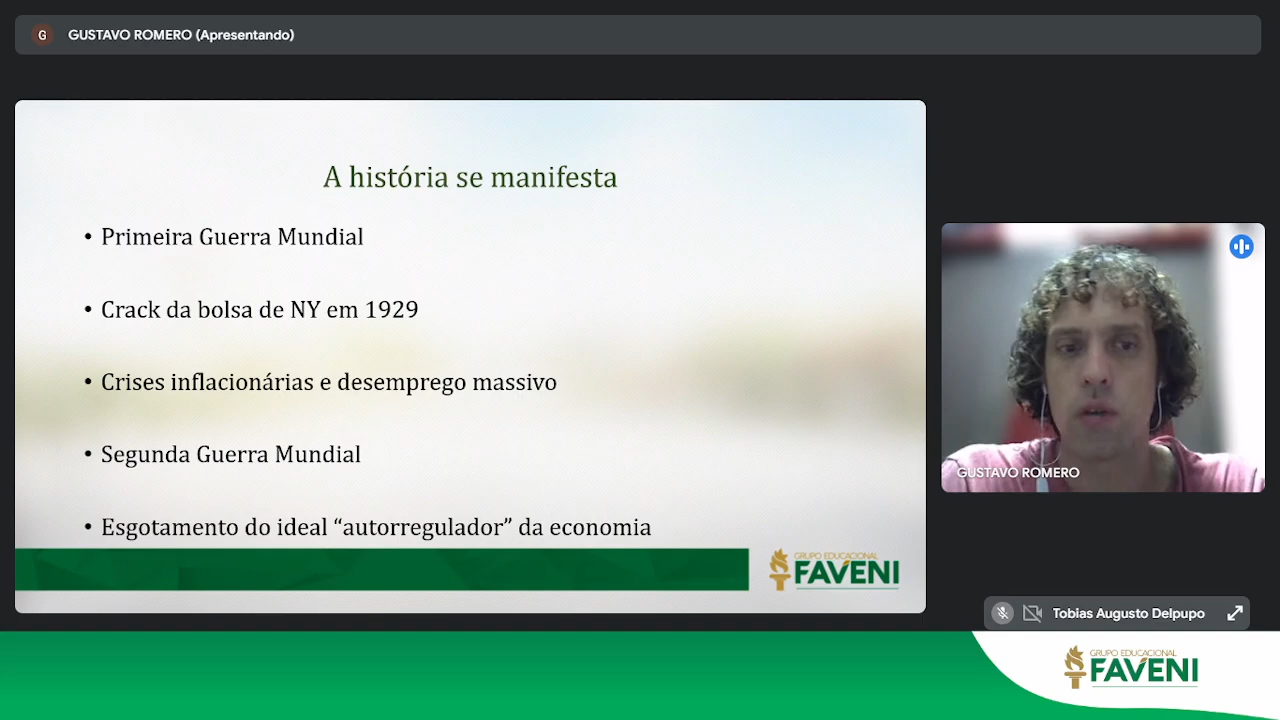 G GUSTAVO ROMERO (Apresentando)
A história se manifesta
• Primeira Guerra Mundial
• Crack da bolsa de NY em 1929
• Crises inflacionárias e desemprego massivo
• Segunda Guerra Mundial
• Esgotamento do ideal “autorregulador” da economia
GRUPO EDUCACIONAL
FAVENI
GUSTAVO ROMERO
Tobias Augusto Delpupo
GRUPO EDUCACIONAL
FAVENI